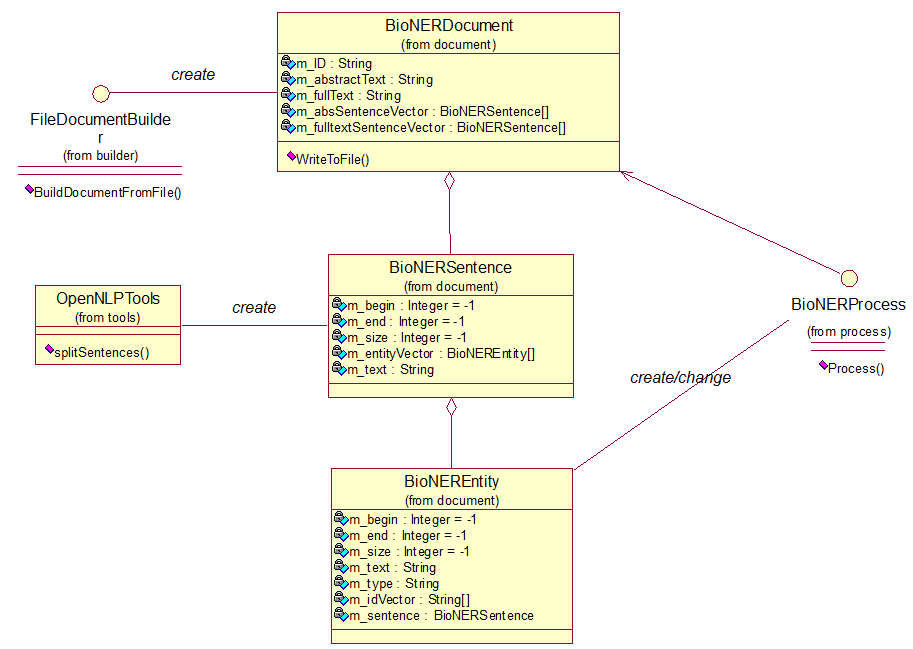 BioNERDocument
(from document)
m_ID : String
m_abstractText : String
m_fullText : String
m_absSentenceVector : BioNERSentence[]
m_fulltextSentenceVector : BioNERSentence[]
WriteToFile()
create
FileDocumentBuilde
r
(from builder)
BuildDocumentFromFile()
BioNERSentence
(from document)
m_begin : Integer = -1
m_end : Integer = -1
m_size : Integer = -1
m_entityVector : BioNEREntity[]
m_text : String
OpenNLPTools
(from tools)
splitSentences()
create
BioNERProcess
(from process)
Process()
create/change
BioNEREntity
(from document)
m_begin : Integer = -1
m_end : Integer = -1
m_size : Integer = -1
m_text : String
m_type : String
m_idVector : String[]
m_sentence : BioNERSentence